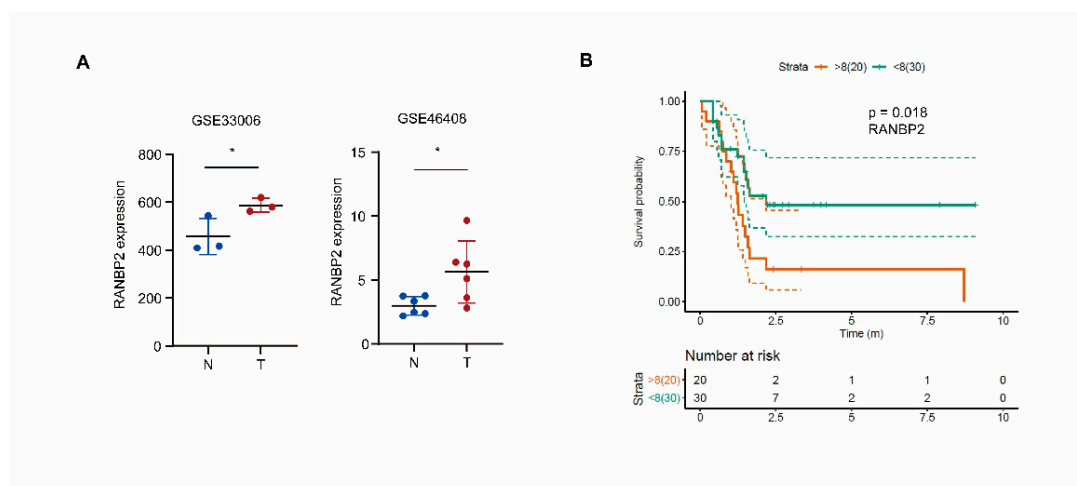 A
GSE33006
*
800
600
400
200
0
RANBP2 expression
N T
GSE46408
*
15
10
5
0
RANBP2 expression
N T
B
Strata >8(20) <8(30)
p = 0.018
RANBP2
1.00
0.75
0.50
0.25
0.00
Survival probability
0 2.5 5 7.5 10
Time (m)
Number at risk
Strata
>8(20) 20 2 1 1 0
<8(30) 30 7 2 2 0
0 2.5 5 7.5 10